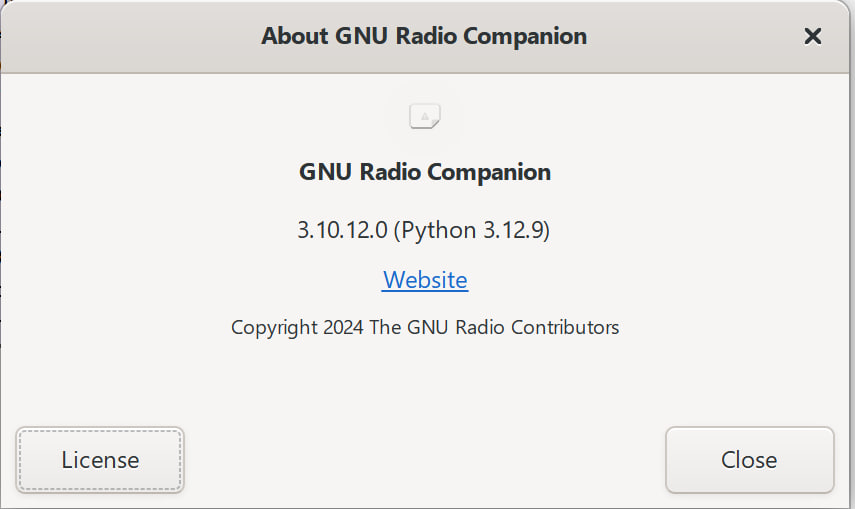 About GNU Radio Companion
GNU Radio Companion
3.10.12.0 (Python 3.12.9)
Website
Copyright 2024 The GNU Radio Contributors
License
Close